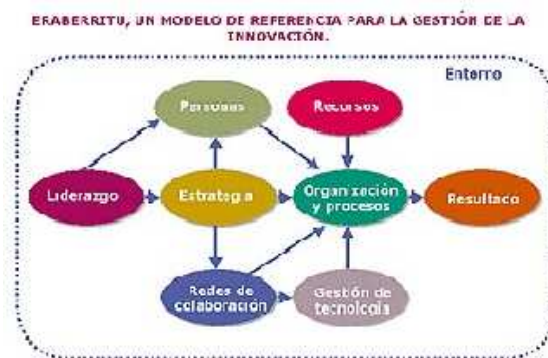 ERABERRITU, UN MODELO DE REFERENCIA PARA LA GESTIÓN DE LA
INNOVACIÓN.
Entorno
Personas
Recursos
Liderazgo
Estrategia
Organización
y procesos
Resultado
Redes de
colaboración
Gestión de
tecnología